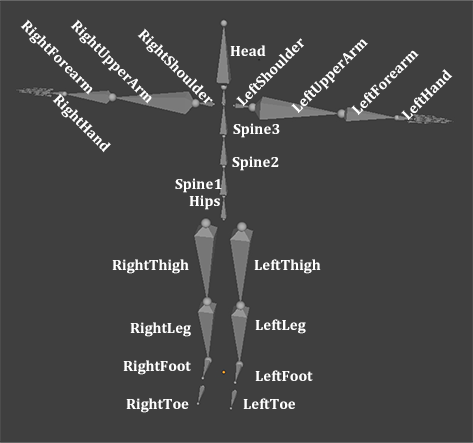 Head
RightForearm
RightUpperArm
RightShoulder
LeftShoulder
LeftUpperArm
LeftForearm
LeftHand
RightHand
Spine3
Spine2
Spine1
Hips
RightThigh
LeftThigh
RightLeg
LeftLeg
RightFoot
LeftFoot
RightToe
LeftToe